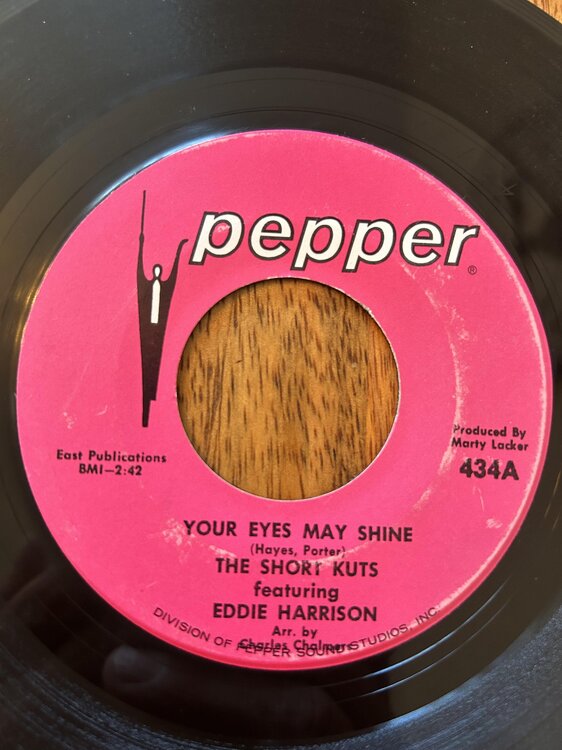 pepper®
East Publications
BMI—2:42
Produced By
Marty Lacker
434A
YOUR EYES MAY SHINE
(Hayes, Porter)
THE SHORT KUTS
featuring
EDDIE HARRISON
Arr. by
Charles Chalmers
DIVISION OF PEPPER SOUND STUDIOS, INC.